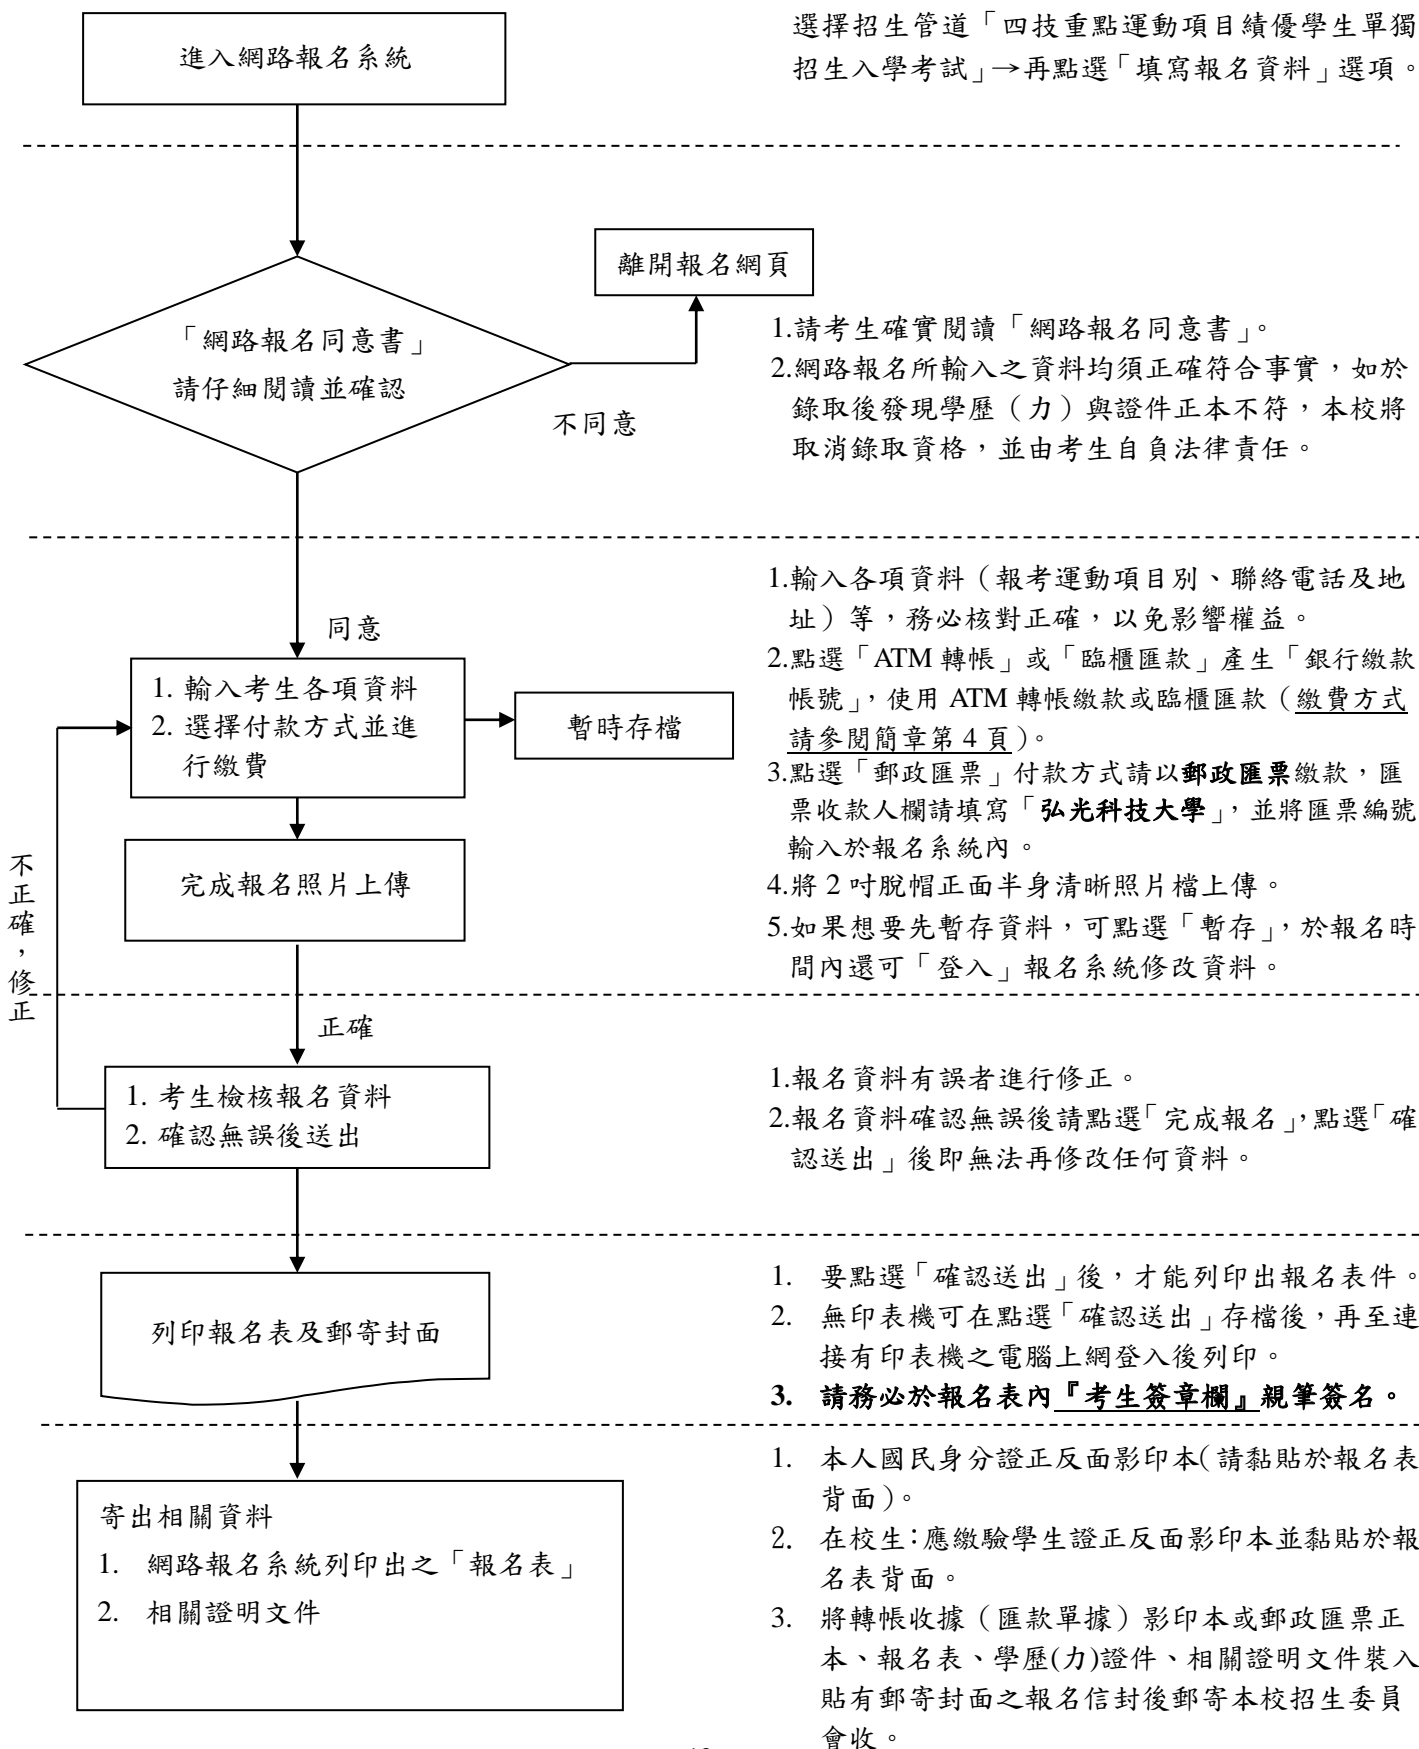 選擇招生管道「四技重點運動項目績優學生單獨
招生入學考試」→再點選「填寫報名資料」選項。
進入網路報名系統
離開報名網頁
「網路報名同意書」
請仔細閱讀並確認
不同意
1.請考生確實閱讀「網路報名同意書」。
2.網路報名所輸入之資料均須正確符合事實，如於
錄取後發現學歷（力）與證件正本不符，本校將
取消錄取資格，並由考生自負法律責任。
同意
1. 輸入考生各項資料
2. 選擇付款方式並進
行繳費
暫時存檔
完成報名照片上傳
1.輸入各項資料（報考運動項目別、聯絡電話及地
址）等，務必核對正確，以免影響權益。
2.點選「ATM 轉帳」或「臨櫃匯款」產生「銀行繳款
帳號」，使用 ATM 轉帳繳款或臨櫃匯款（繳費方式
請參閱簡章第 4 頁）。
3.點選「郵政匯票」付款方式請以郵政匯票繳款，匯
票收款人欄請填寫「弘光科技大學」，並將匯票編號
輸入於報名系統內。
4.將 2 吋脫帽正面半身清晰照片檔上傳。
5.如果想要先暫存資料，可點選「暫存」，於報名時
間內還可「登入」報名系統修改資料。
不正確，修正
正確
1. 考生檢核報名資料
2. 確認無誤後送出
1.報名資料有誤者進行修正。
2.報名資料確認無誤後請點選「完成報名」，點選「確
認送出」後即無法再修改任何資料。
列印報名表及郵寄封面
1. 要點選「確認送出」後，才能列印出報名表件。
2. 無印表機可在點選「確認送出」存檔後，再至連
接有印表機之電腦上網登入後列印。
3. 請務必於報名表內『考生簽章欄』親筆簽名。
寄出相關資料
1. 網路報名系統列印出之「報名表」
2. 相關證明文件
1. 本人國民身分證正反面影印本（請黏貼於報名表
背面）。
2. 在校生：應繳驗學生證正反面影印本並黏貼於報
名表背面。
3. 將轉帳收據（匯款單據）影印本或郵政匯票正
本、報名表、學歷(力)證件、相關證明文件裝入
貼有郵寄封面之報名信封後郵寄本校招生委員
會收。